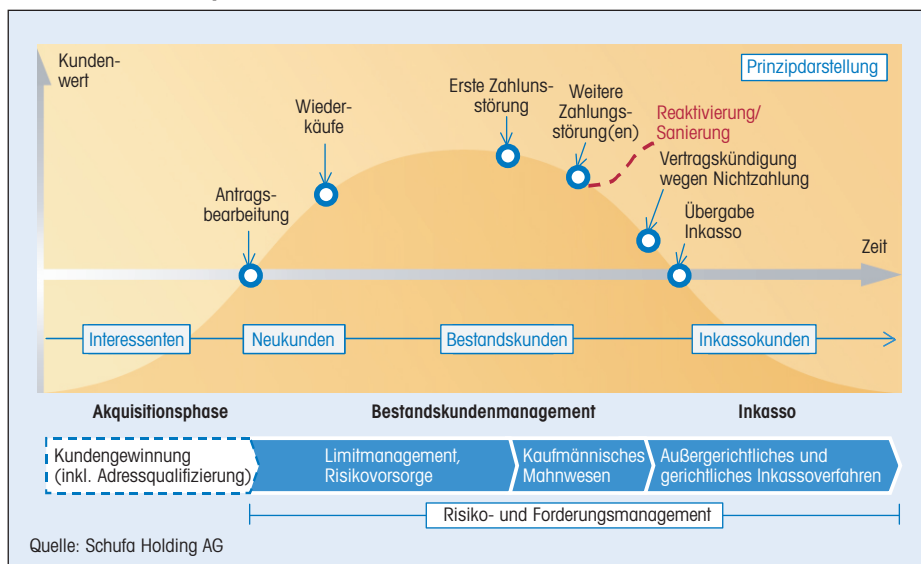 Kunden-
wert
Prinzipdarstellung
Erste Zahluns-
störung
Weitere
Zahlungs-
störung(en)
Reaktivierung/
Sanierung
Wieder-
käufe
Vertragskündigung
wegen Nichtzahlung
Antrags-
bearbeitung
Übergabe
Inkasso
Zeit
Interessenten
Neukunden
Bestandskunden
Inkassokunden
Akquisitionsphase
Bestandskundenmanagement
Inkasso
Kundengewinnung
(inkl. Adressqualifizierung)
Limitmanagement,
Risikovorsorge
Kaufmännisches
Mahnwesen
Außergerichtliches und
gerichtliches Inkassoverfahren
Risiko- und Forderungsmanagement
Quelle: Schufa Holding AG